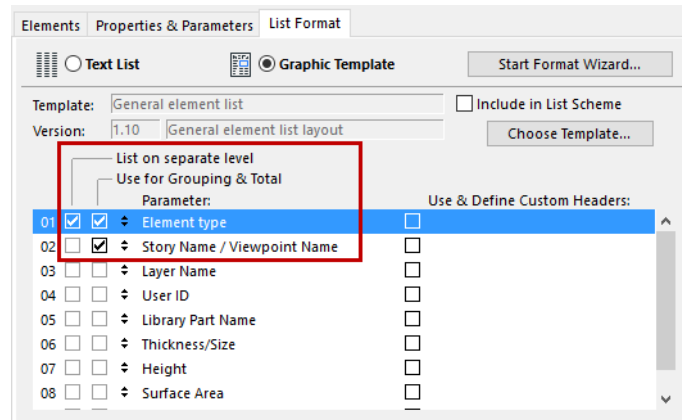 Elements Properties & Parameters List Format
Text List Graphic Template Start Format Wizard...
Template: General element list Include in List Scheme
Version: 1.10 General element list layout Choose Template...
List on separate level
Use for Grouping & Total
Parameter: Use & Define Custom Headers:
01 Element type
02 Story Name / Viewpoint Name
03 Layer Name
04 User ID
05 Library Part Name
06 Thickness/Size
07 Height
08 Surface Area